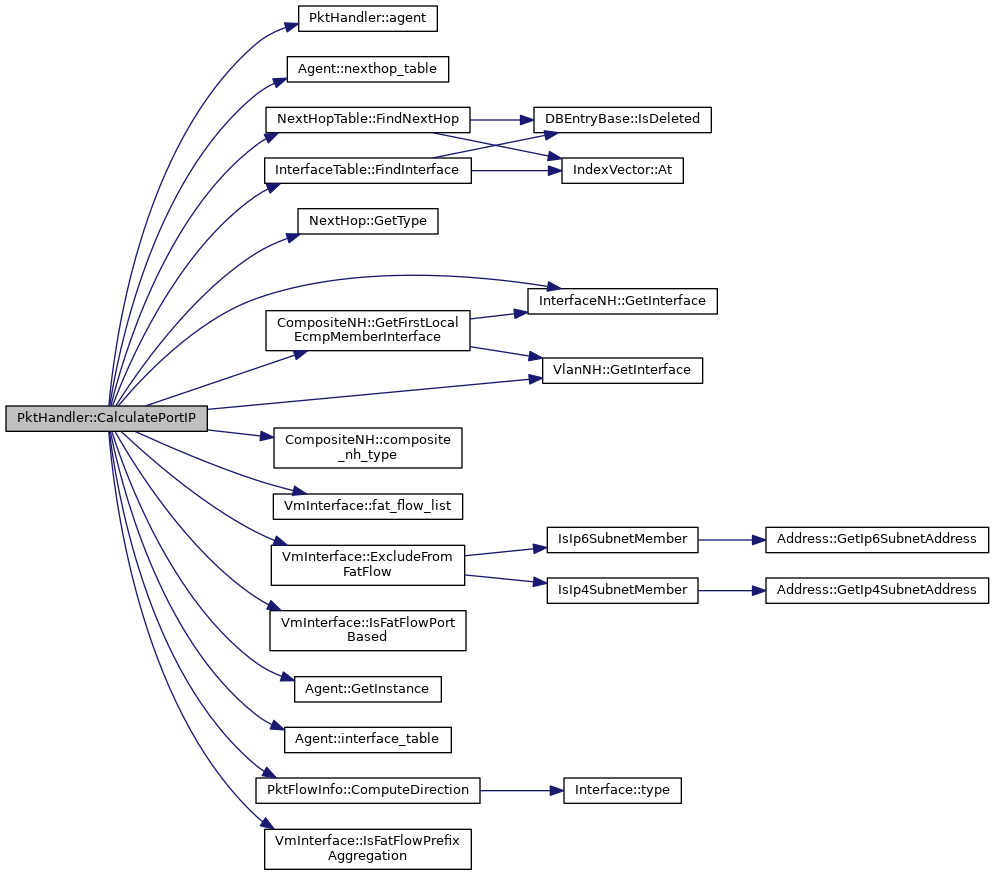 PktHandler::agent
Agent::nexthop_table
NextHopTable::FindNextHop
DBEntryBase::IsDeleted
InterfaceTable::FindInterface
IndexVector::At
NextHop::GetType
InterfaceNH::GetInterface
CompositeNH::GetFirstLocal
EcmpMemberInterface
VlanNH::GetInterface
PktHandler::CalculatePortIP
CompositeNH::composite
_nh_type
VmInterface::fat_flow_list
VmInterface::ExcludeFrom
FatFlow
IsIp6SubnetMember
Address::GetIp6SubnetAddress
IsIp4SubnetMember
Address::GetIp4SubnetAddress
VmInterface::IsFatFlowPort
Based
Agent::GetInstance
Agent::interface_table
PktFlowInfo::ComputeDirection
Interface::type
VmInterface::IsFatFlowPrefix
Aggregation